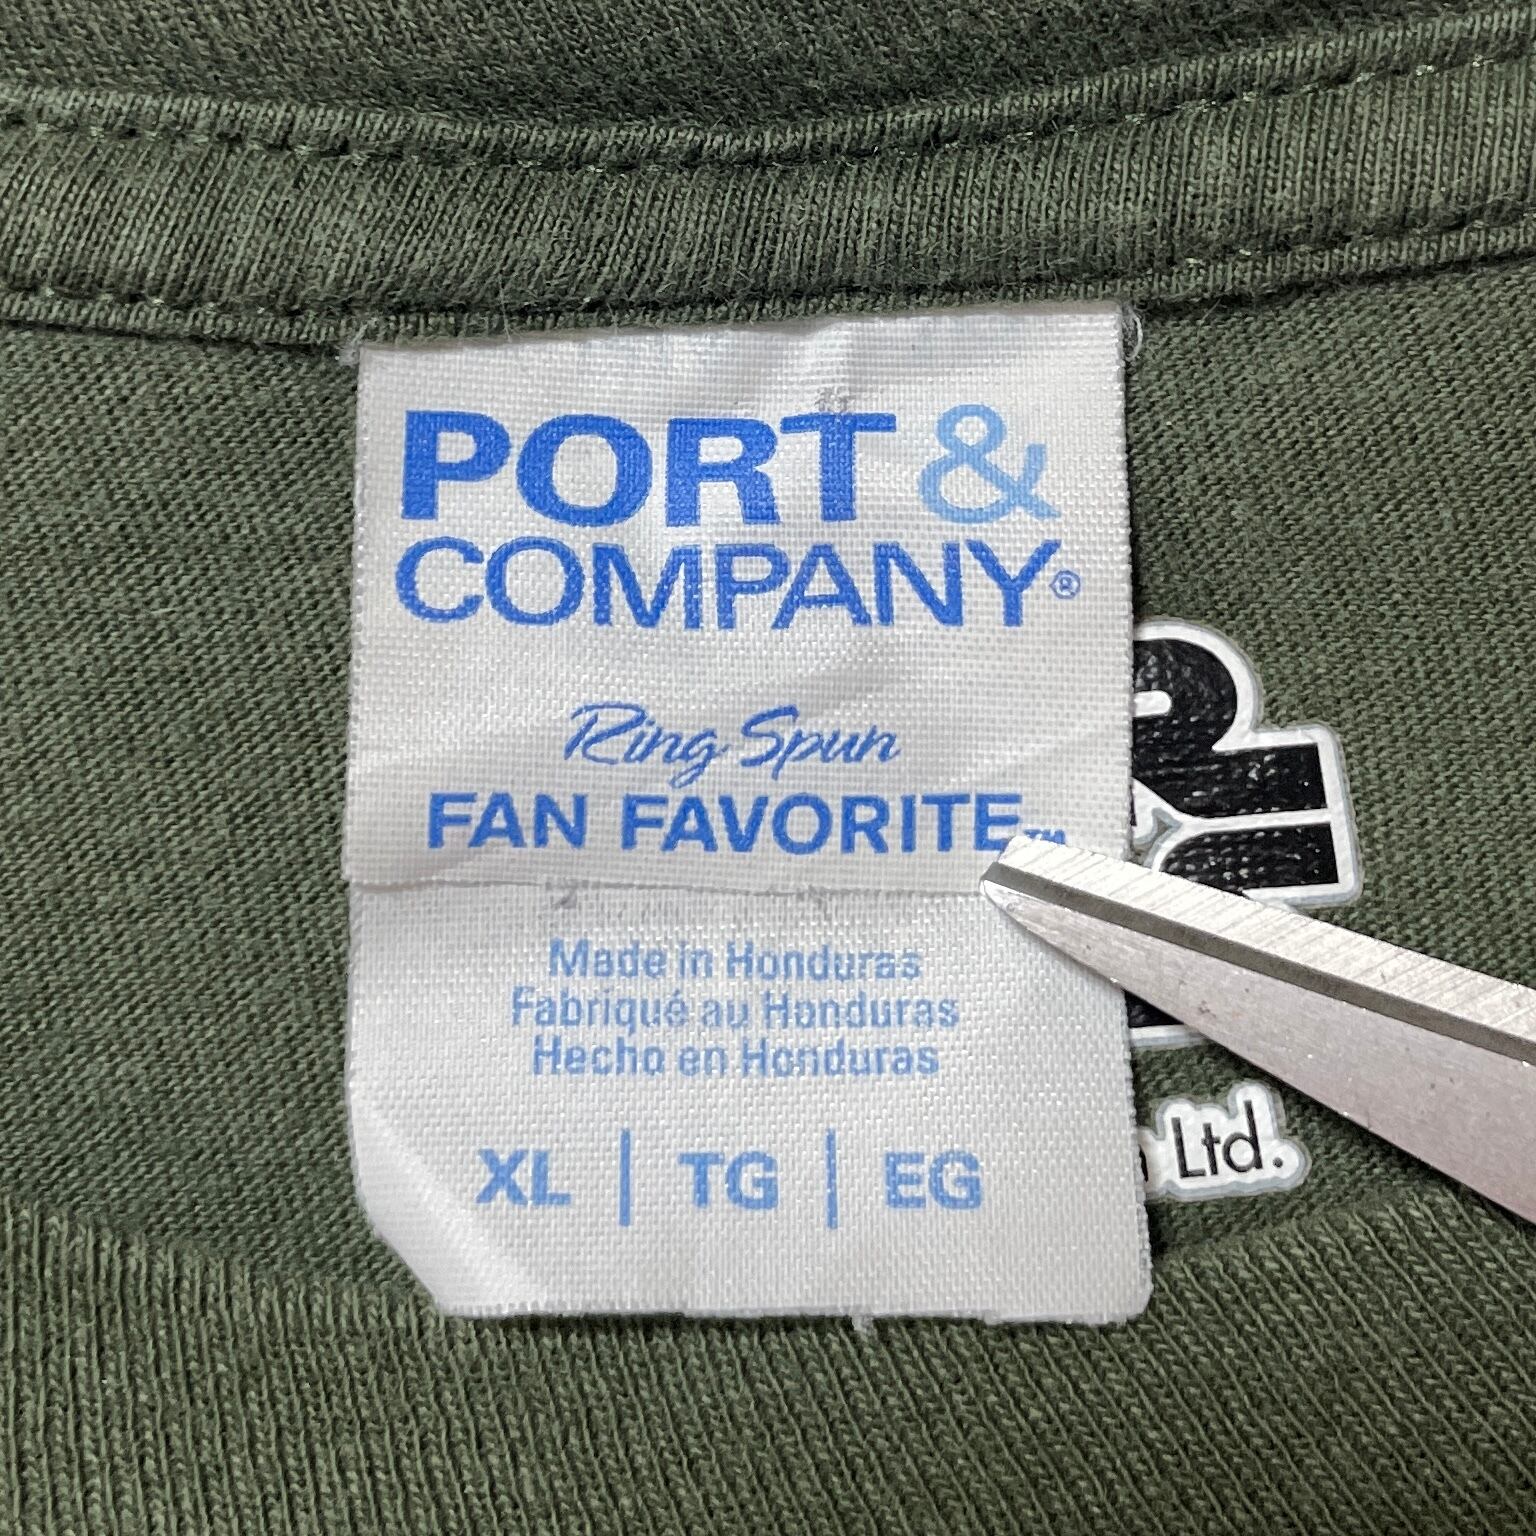 PORT &
COMPANY®
Ring Spun
FAN FAVORITE™
Made in Honduras
Fabriqué au Honduras
Hecho en Honduras
XL | TG | EG
Ltd.